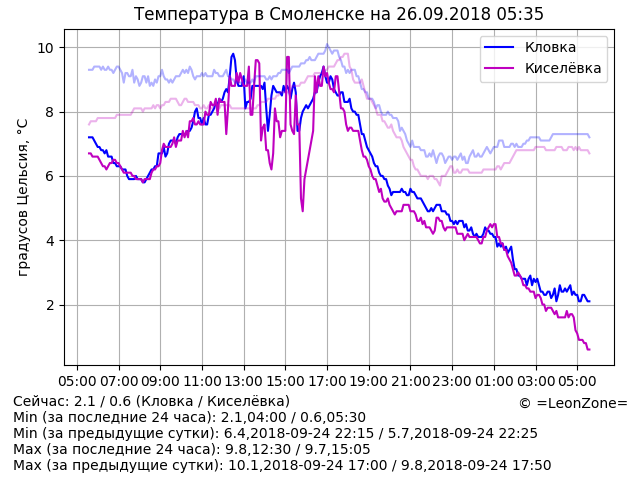 Температура в Смоленске на 26.09.2018 05:35
Кловка
Киселёвка
градусов Цельсия, °C
10
8
6
4
2
05:00 07:00 09:00 11:00 13:00 15:00 17:00 19:00 21:00 23:00 01:00 03:00 05:00
Сейчас: 2.1 / 0.6 (Кловка / Киселёвка)
© =LeonZone=
Min (за последние 24 часа): 2.1,04:00 / 0.6,05:30
Min (за предыдущие сутки): 6.4,2018-09-24 22:15 / 5.7,2018-09-24 22:25
Max (за последние 24 часа): 9.8,12:30 / 9.7,15:05
Max (за предыдущие сутки): 10.1,2018-09-24 17:00 / 9.8,2018-09-24 17:50